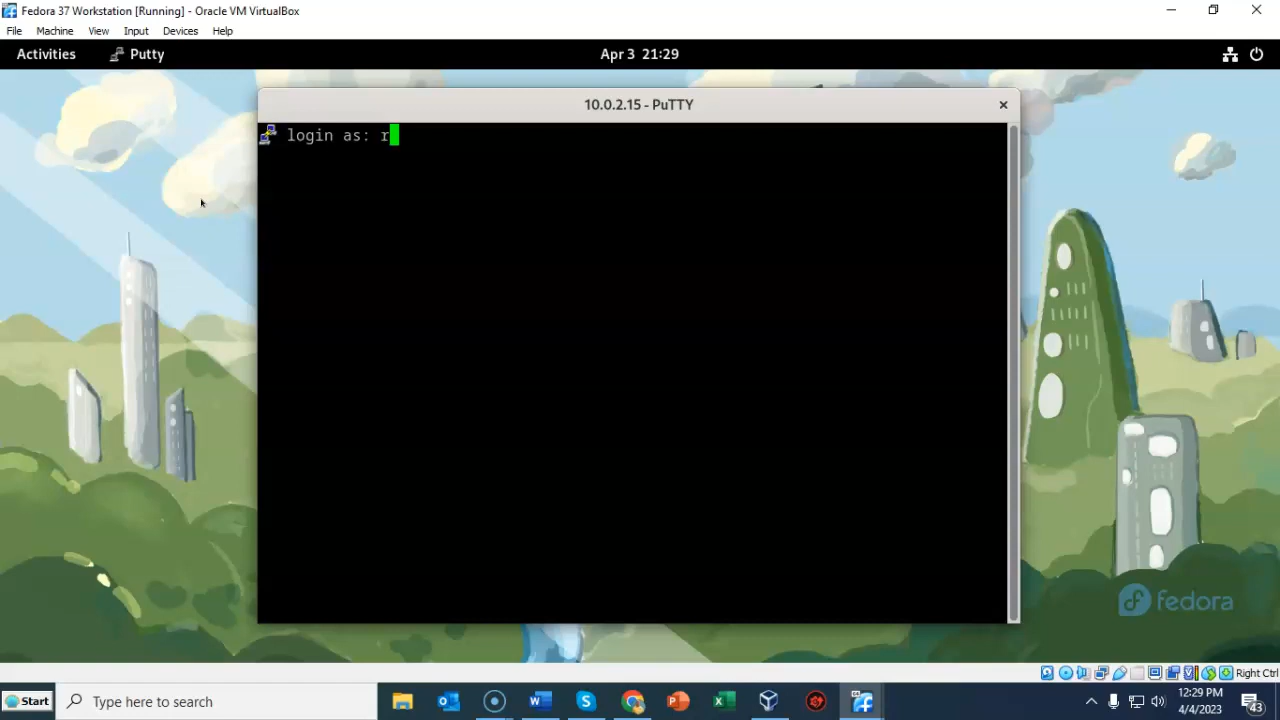 Fedora 37 Workstation [Running] - Oracle VM VirtualBox
File Machine View Input Devices Help
Activities Putty Apr 3 21:29
10.0.2.15 - PuTTY
login as: r
fedora
Right Ctrl
Start Type here to search
12:29 PM
4/4/2023
43